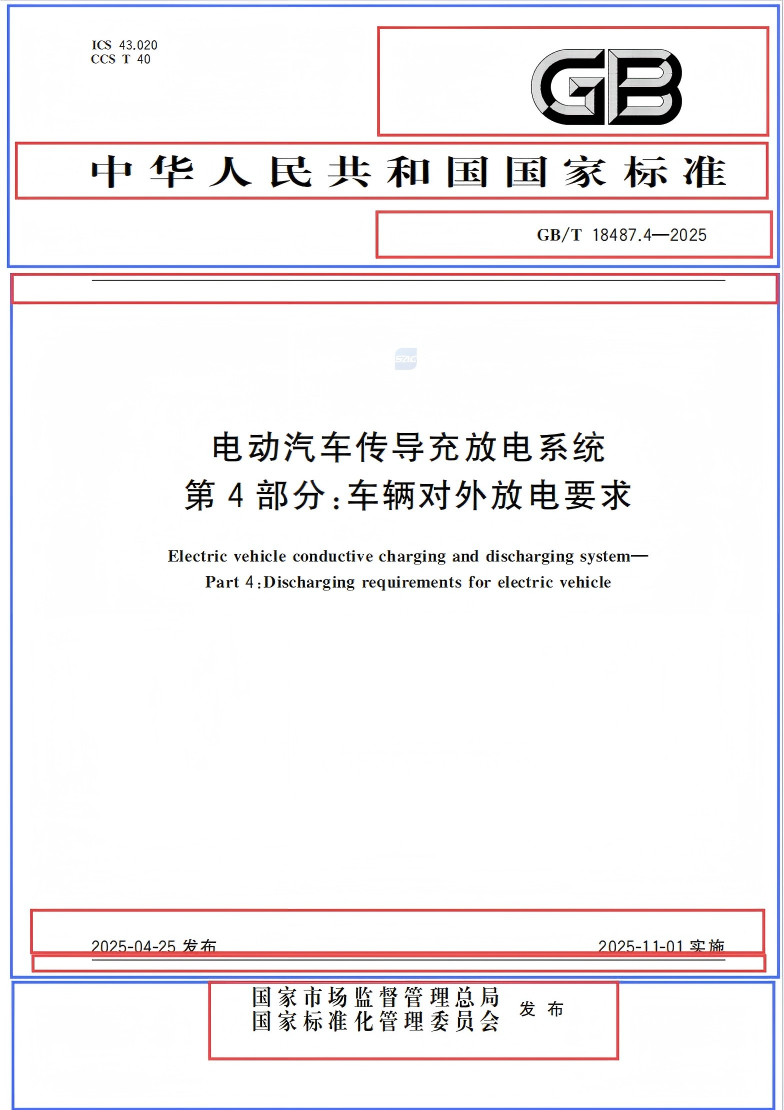 ICS 43.020
CCS T 40
GB
中华人民共和国国家标准
GB/T 18487.4—2025
sac
电动汽车传导充放电系统
第4部分:车辆对外放电要求
Electric vehicle conductive charging and discharging system—
Part 4:Discharging requirements for electric vehicle
2025-04-25 发布
2025-11-01 实施
国家市场监督管理总局
国家标准化管理委员会
发布